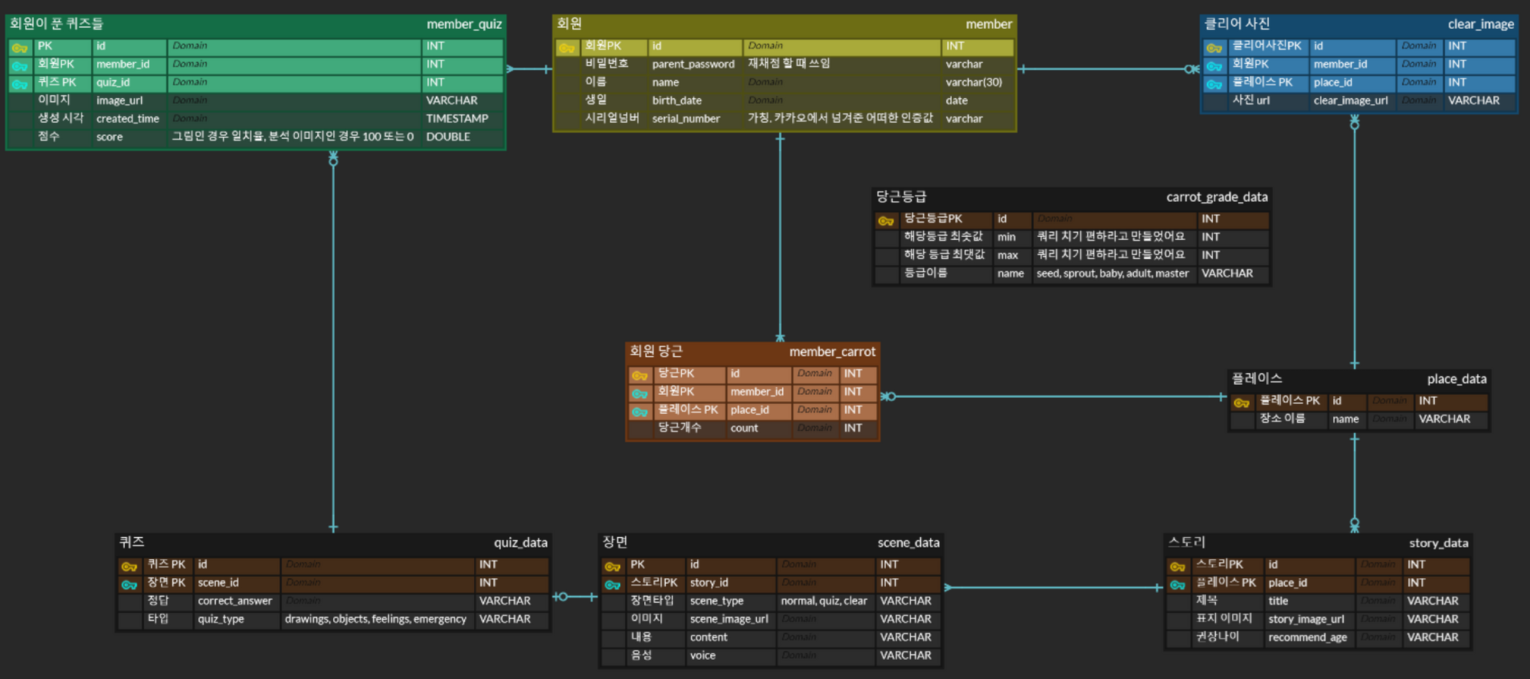 회원이 푼 퀴즈들 member_quiz
PK id Domain INT
회원PK member_id Domain INT
퀴즈 PK quiz_id Domain INT
이미지 image_url Domain VARCHAR
생성 시각 created_time Domain TIMESTAMP
점수 score 그림인 경우 일치율, 분석 이미지인 경우 100 또는 0 DOUBLE
회원 member
회원PK id Domain INT
비밀번호 parent_password 재채점 할 때 쓰임 varchar
이름 name Domain varchar(30)
생일 birth_date Domain date
시리얼넘버 serial_number 가칭, 카카오에서 넘겨준 어떠한 인증값 varchar
클리어 사진 clear_image
클리어사진PK id Domain INT
회원PK member_id Domain INT
플레이스 PK place_id Domain INT
사진 url clear_image_url Domain VARCHAR
당근등급 carrot_grade_data
당근등급PK id Domain INT
해당등급 최솟값 min 쿼리 치기 편하라고 만들었어요 INT
해당 등급 최댓값 max 쿼리 치기 편하라고 만들었어요 INT
등급이름 name seed, sprout, baby, adult, master VARCHAR
회원 당근 member_carrot
당근PK id Domain INT
회원PK member_id Domain INT
플레이스 PK place_id Domain INT
당근개수 count Domain INT
플레이스 place_data
플레이스 PK id Domain INT
장소 이름 name Domain VARCHAR
퀴즈 quiz_data
퀴즈 PK id Domain INT
장면 PK scene_id Domain INT
정답 correct_answer Domain VARCHAR
타입 quiz_type drawings, objects, feelings, emergency VARCHAR
장면 scene_data
PK id Domain INT
스토리PK story_id Domain INT
장면타입 scene_type normal, quiz, clear VARCHAR
이미지 scene_image_url Domain VARCHAR
내용 content Domain VARCHAR
음성 voice Domain VARCHAR
스토리 story_data
스토리PK id Domain INT
플레이스 PK place_id Domain INT
제목 title Domain VARCHAR
표지 이미지 story_image_url Domain VARCHAR
권장나이 recommend_age Domain VARCHAR